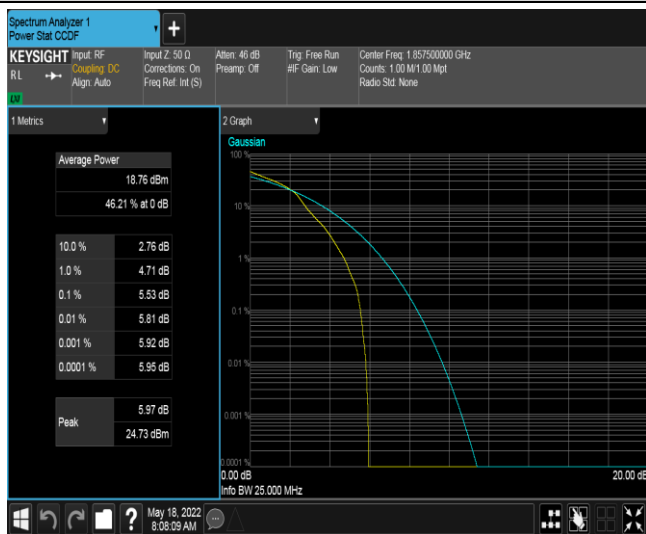 Spectrum Analyzer 1
Power Stat CCDF
+
KEYSIGHT
RL
LXI
Input: RF
Coupling: DC
Align: Auto
Input Z: 50 Ω
Corrections: On
Freq Ref: Int (S)
Atten: 46 dB
Preamp: Off
Trig: Free Run
#IF Gain: Low
Center Freq: 1.857500000 GHz
Counts: 1.00 M/1.00 Mpt
Radio Std: None
1 Metrics
Average Power
18.76 dBm
46.21 % at 0 dB
10.0 % 2.76 dB
1.0 % 4.71 dB
0.1 % 5.53 dB
0.01 % 5.81 dB
0.001 % 5.92 dB
0.0001 % 5.95 dB
Peak 5.97 dB
24.73 dBm
2 Graph
Gaussian
100 %
10 %
1 %
0.1 %
0.01 %
0.001 %
0.0001 %
0.00 dB 20.00 dB
Info BW 25.000 MHz
?
May 18, 2022
8:08:09 AM